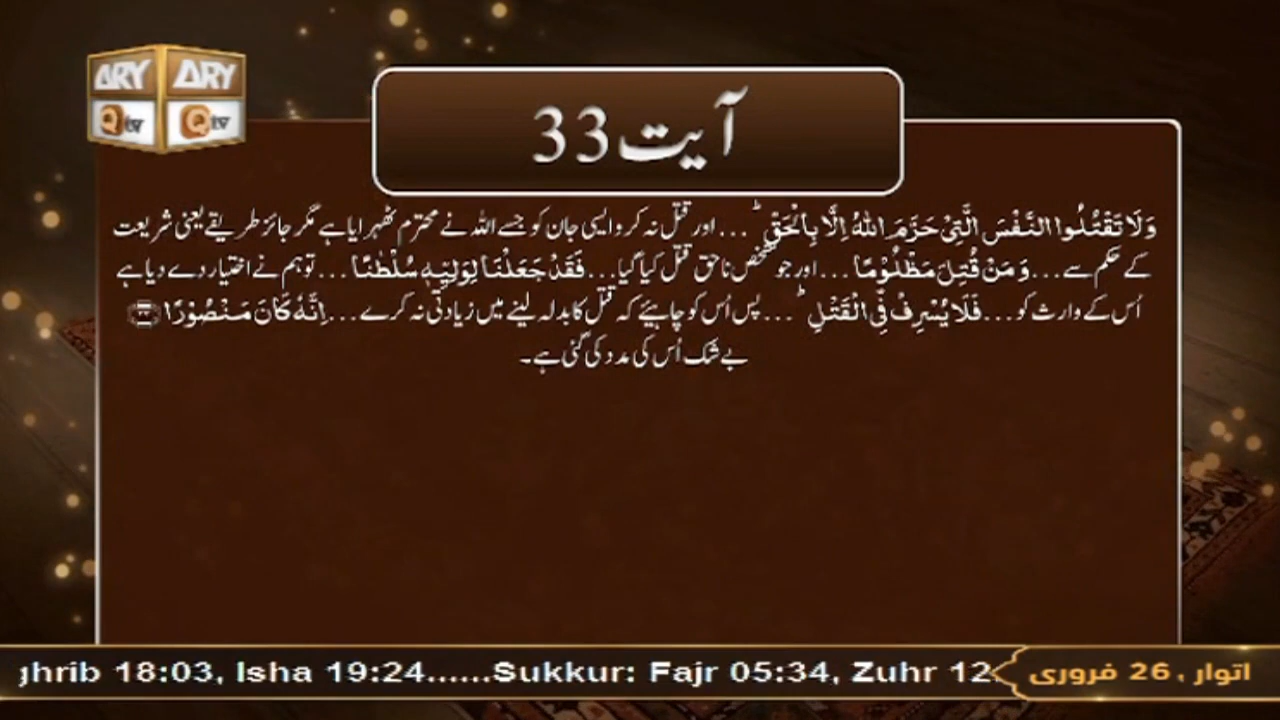 ARY ARY
Qtv Qtv
آیت 33
وَلَا تَقْتُلُوا النَّفْسَ الَّتِیْ حَرَّمَ اللّٰهُ اِلَّا بِالْحَقِّ ؕ ... اور قتل نہ کرو ایسی جان کو جسے اللہ نے محترم ٹھہرایا ہے مگر جائز طریقے یعنی شریعت
کے حکم سے... وَمَنْ قُتِلَ مَظْلُوْمًا ... اور جو شخص ناحق قتل کیا گیا... فَقَدْ جَعَلْنَا لِوَلِیِّهٖ سُلْطٰنًا ... تو ہم نے اختیار دے دیا ہے
اُس کے وارث کو... فَلَا یُسْرِفْ فِّی الْقَتْلِ ؕ ... پس اُس کو چاہیئے کہ قتل کا بدلہ لینے میں زیادتی نہ کرے... اِنَّهٗ كَانَ مَنْصُوْرًا ﴿۳۳﴾
بے شک اُس کی مدد کی گئی ہے۔
ghrib 18:03, Isha 19:24......Sukkur: Fajr 05:34, Zuhr 12
اتوار , 26 فروری